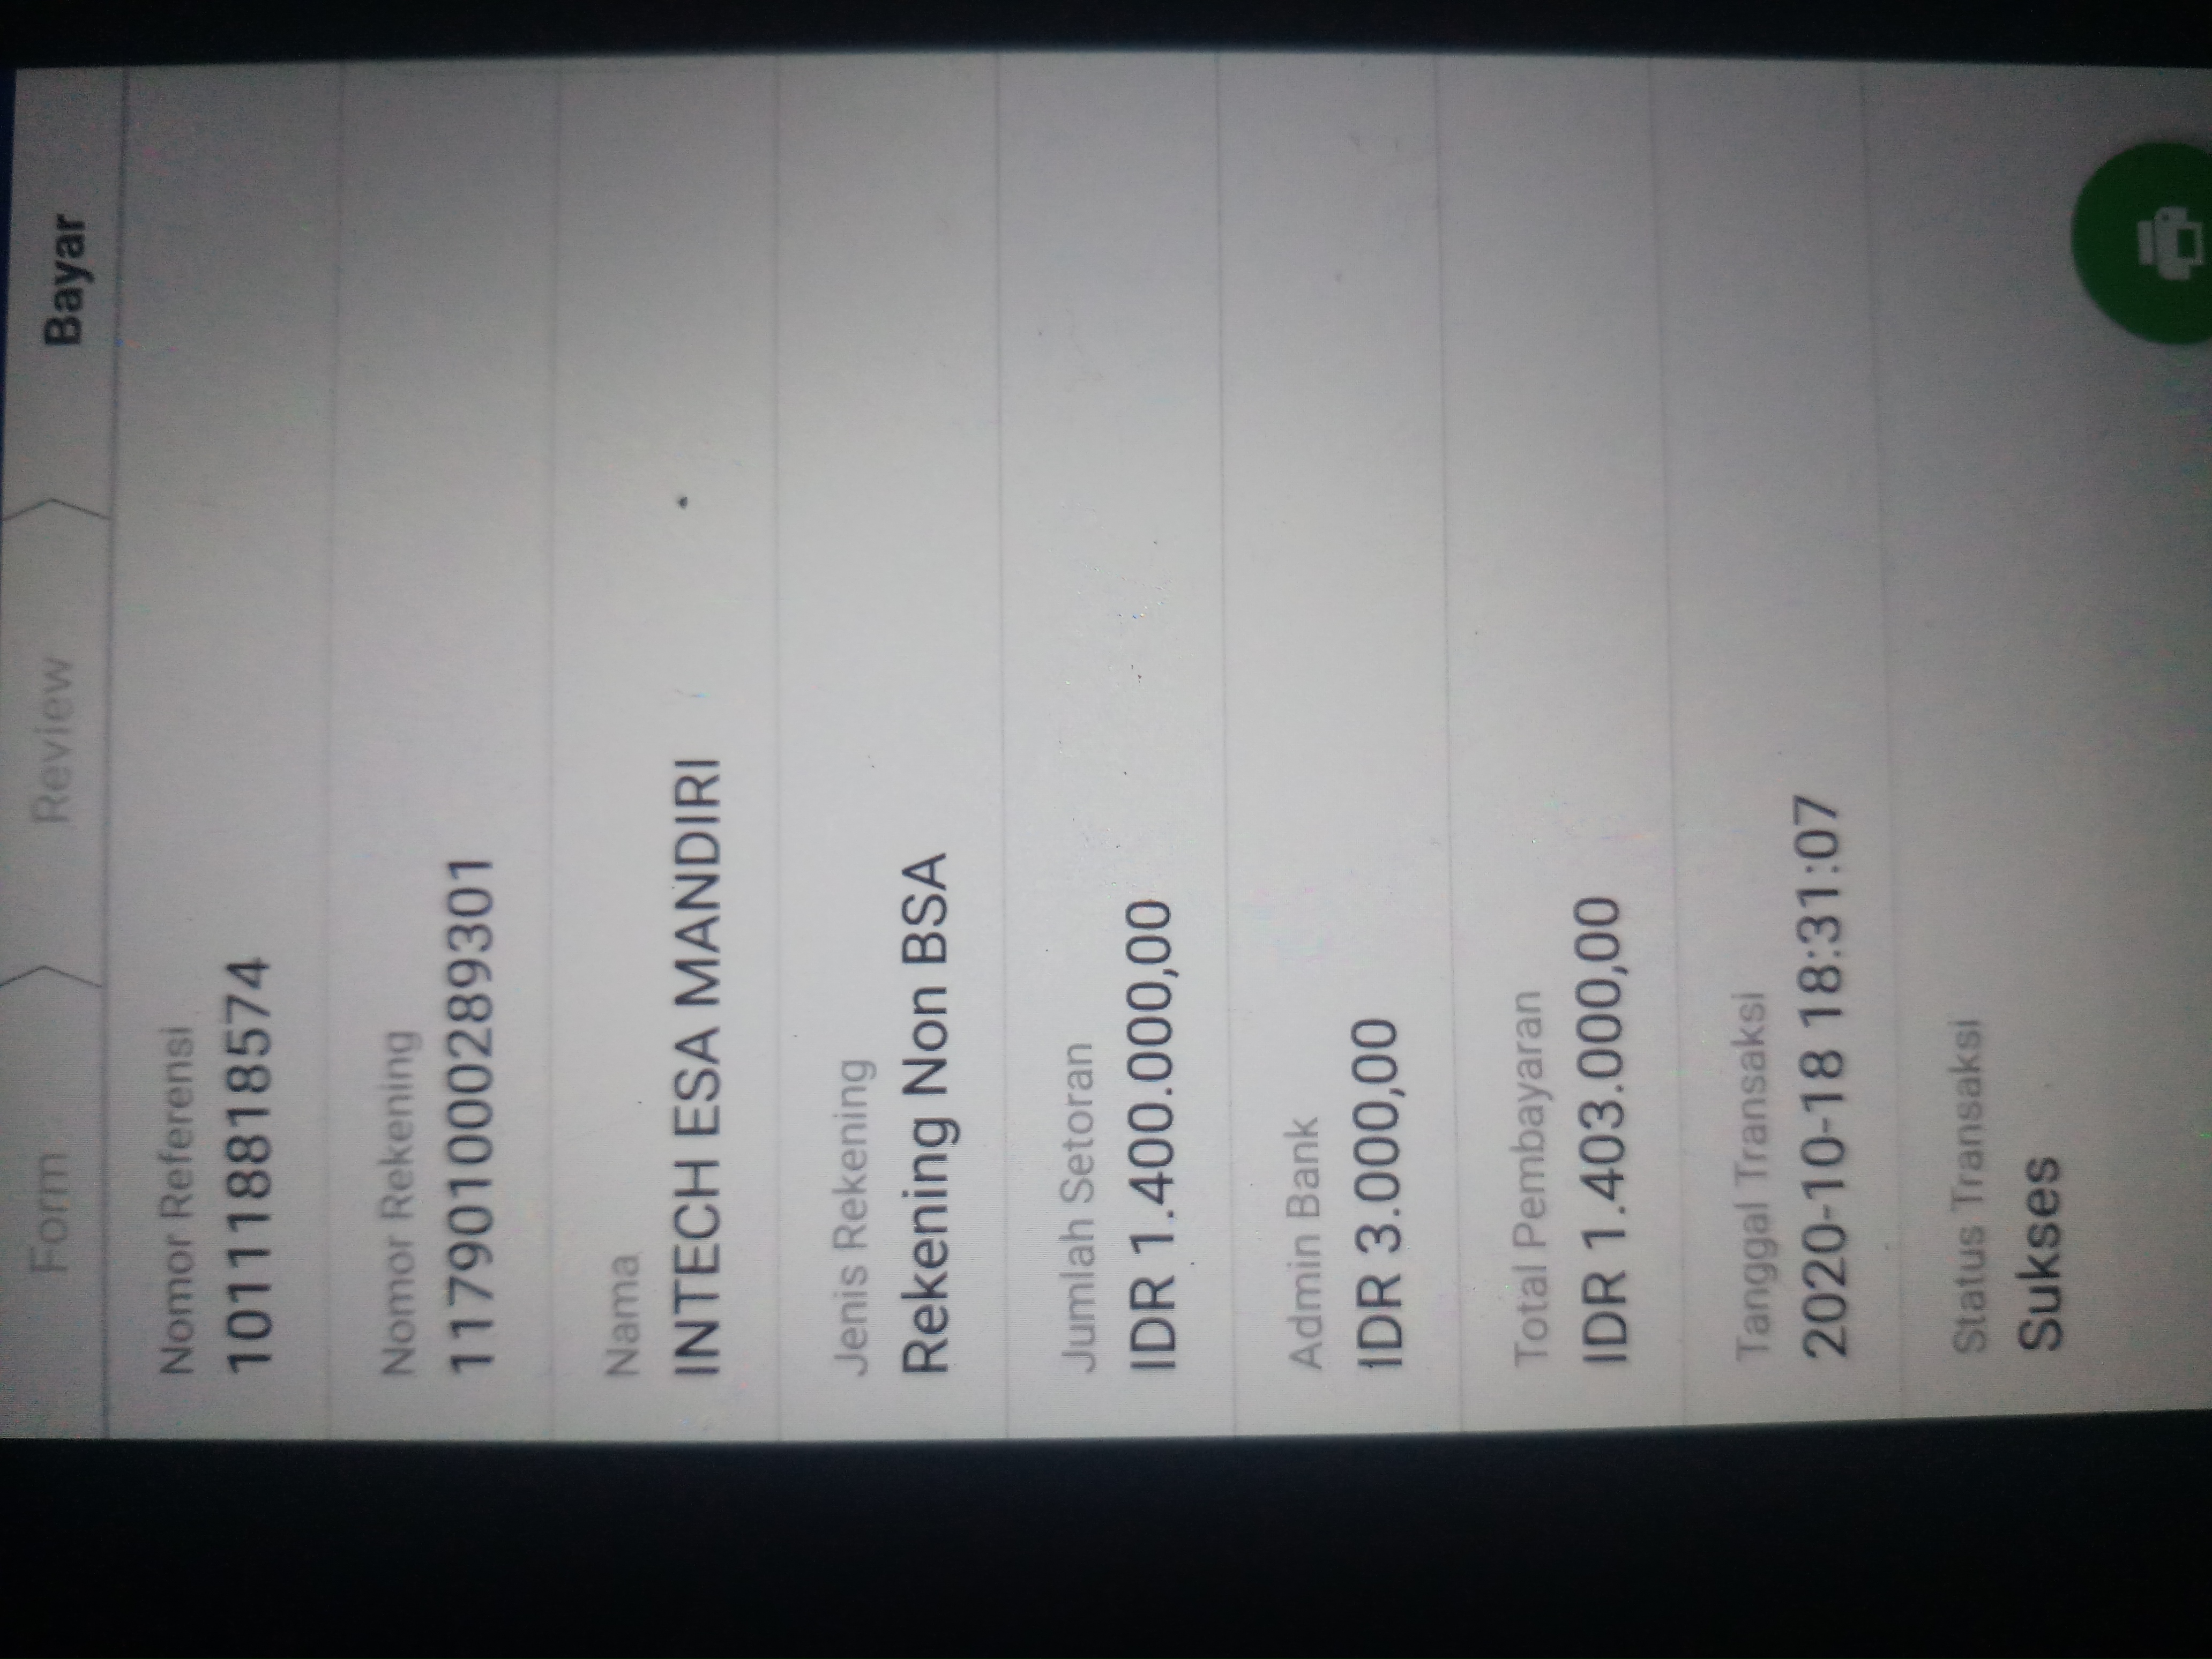 Form
Review
Bayar
Nomor Referensi
101118818574
Nomor Rekening
117901000289301
Nama
INTECH ESA MANDIRI
Jenis Rekening
Rekening Non BSA
Jumlah Setoran
IDR 1.400.000,00
Admin Bank
IDR 3.000,00
Total Pembayaran
IDR 1.403.000,00
Tanggal Transaksi
2020-10-18 18:31:07
Status Transaksi
Sukses